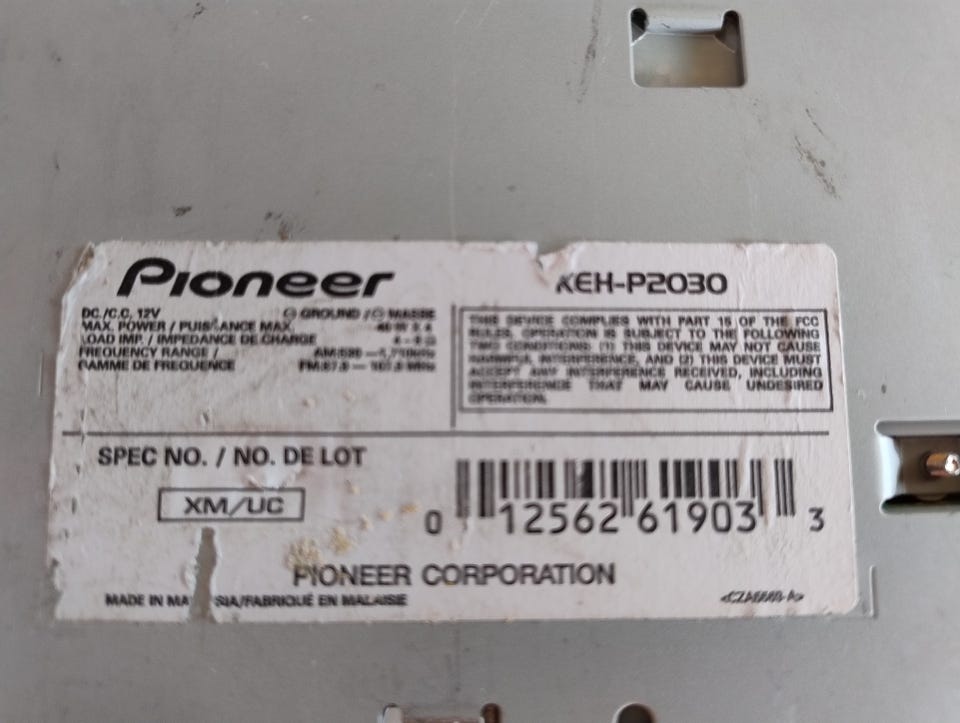 Pioneer
KEH-P2030
DC./C.C. 12V ⊖ GROUND / ⊖ MASSE
MAX. POWER / PUISSANCE MAX.
LOAD IMP. / IMPEDANCE DE CHARGE
FREQUENCY RANGE /
GAMME DE FREQUENCE
THIS DEVICE COMPLIES WITH PART 15 OF THE FCC
RULES. OPERATION IS SUBJECT TO THE FOLLOWING
TWO CONDITIONS: (1) THIS DEVICE MAY NOT CAUSE
HARMFUL INTERFERENCE, AND (2) THIS DEVICE MUST
ACCEPT ANY INTERFERENCE RECEIVED, INCLUDING
INTERFERENCE THAT MAY CAUSE UNDESIRED
OPERATION.
SPEC NO. / NO. DE LOT
XM/UC
0 12562 61903 3
PIONEER CORPORATION
MADE IN MALAYSIA/FABRIQUÉ EN MALAISIE